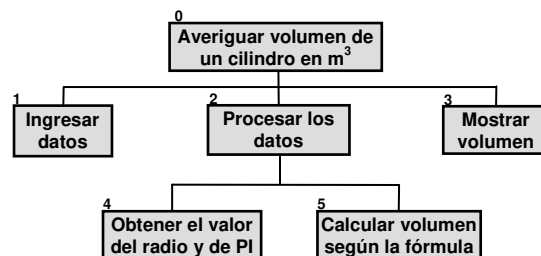 0
Averiguar volumen de
un cilindro en m³
1
Ingresar
datos
2
Procesar los
datos
3
Mostrar
volumen
4
Obtener el valor
del radio y de PI
5
Calcular volumen
según la fórmula